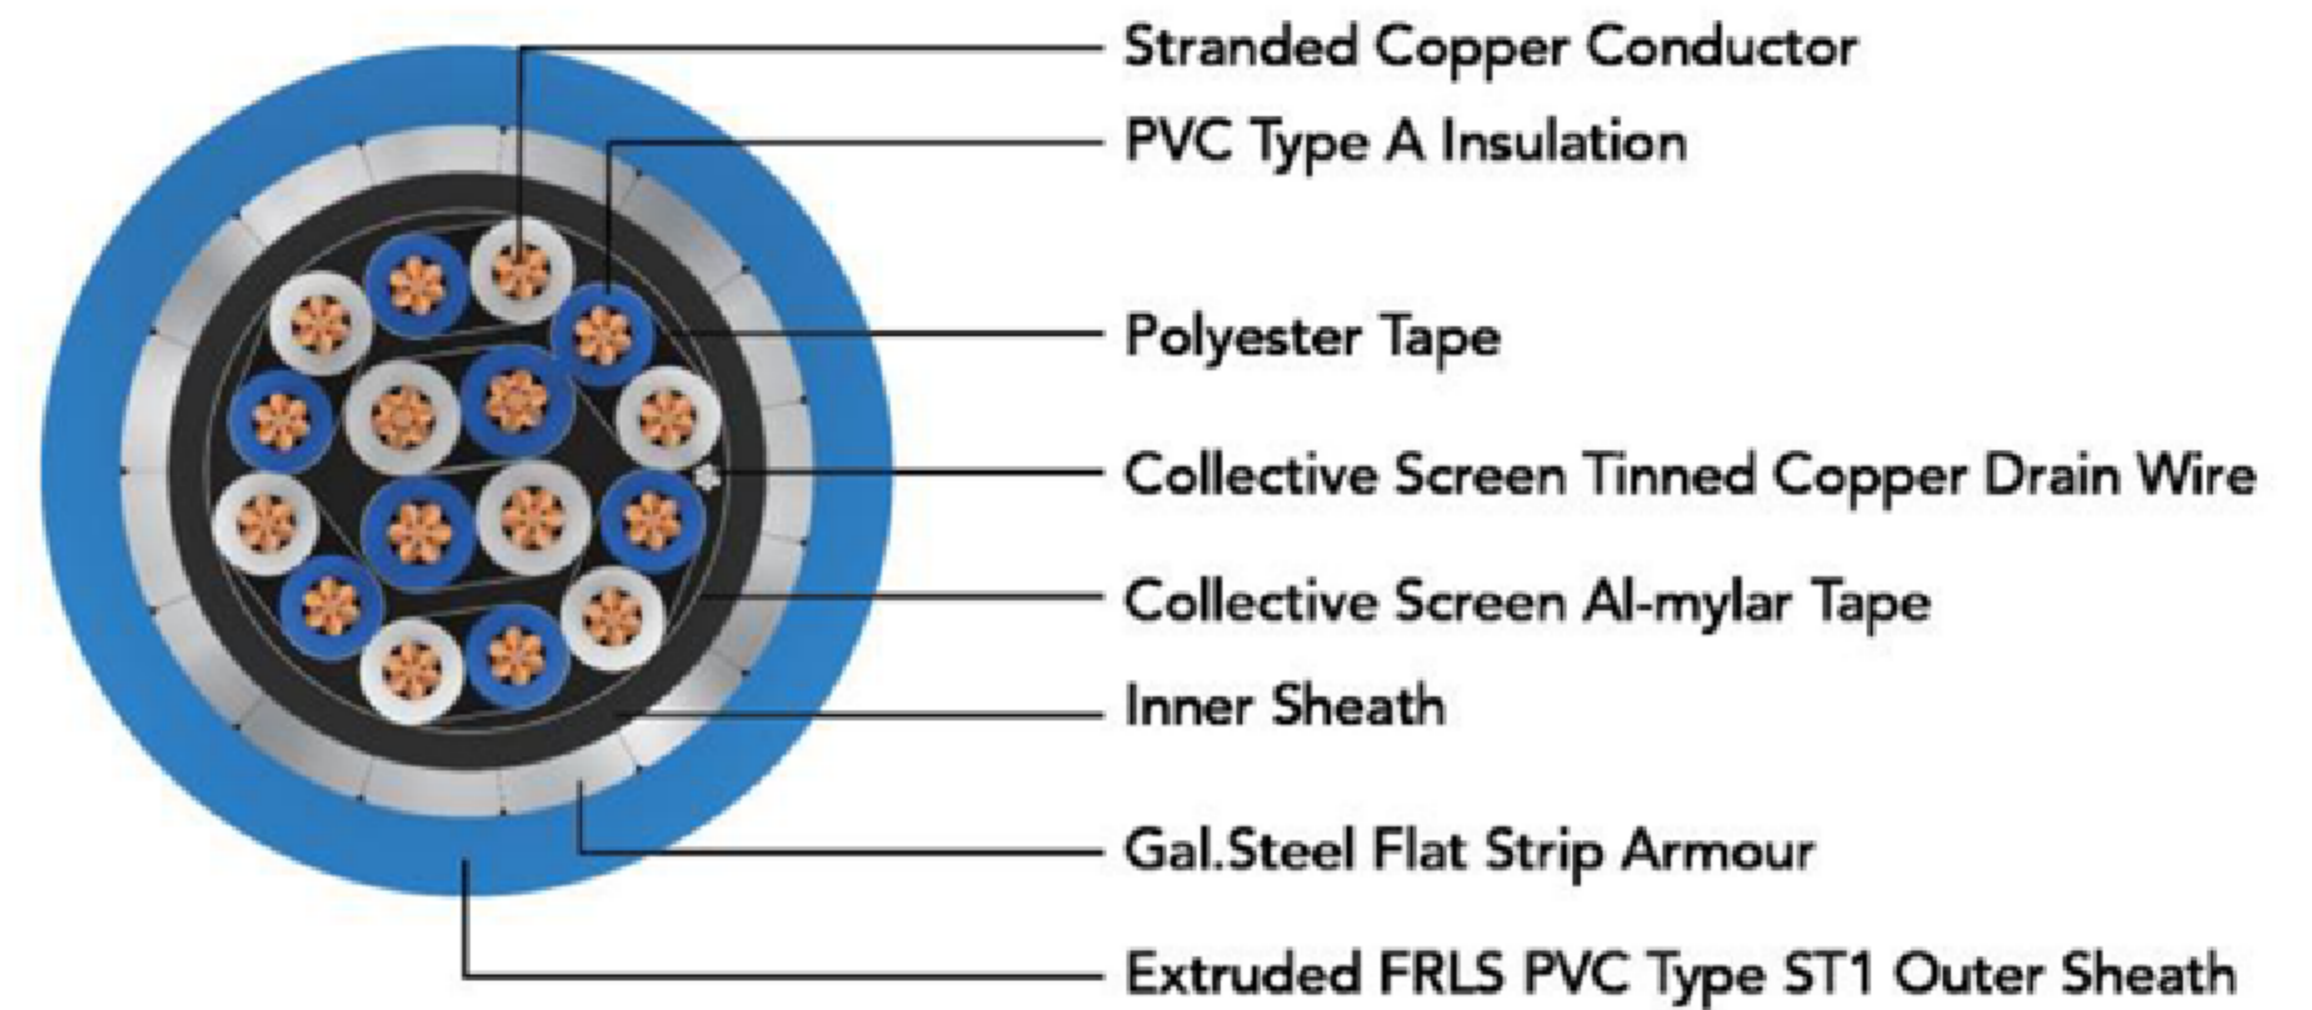 Stranded Copper Conductor
PVC Type A Insulation
Polyester Tape
Collective Screen Tinned Copper Drain Wire
Collective Screen Al-mylar Tape
Inner Sheath
Gal.Steel Flat Strip Armour
Extruded FRLS PVC Type ST1 Outer Sheath